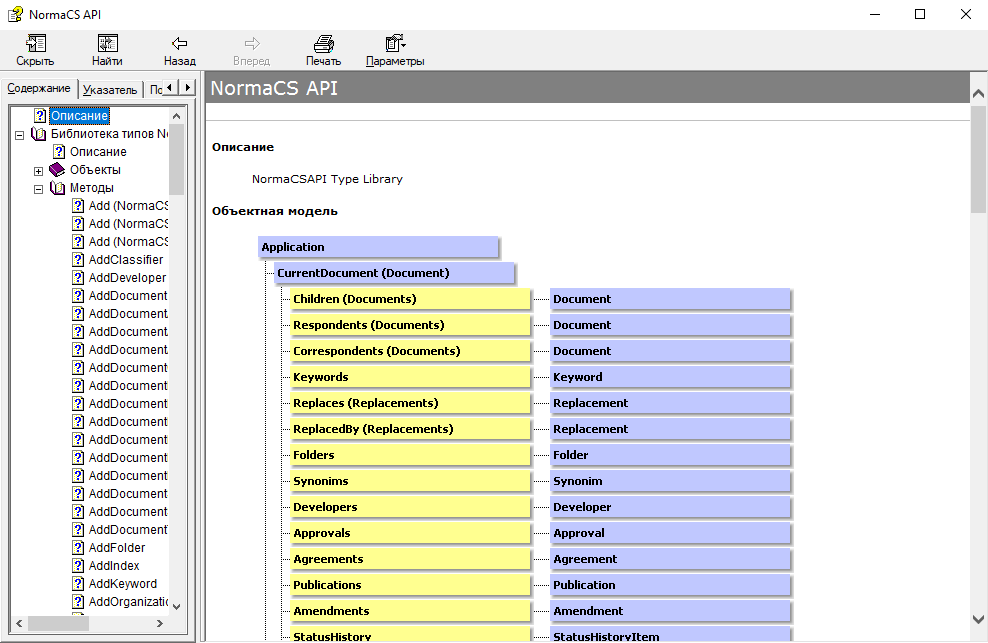 NormaCS API
Скрыть Найти Назад Вперед Печать Параметры
Содержание Указатель По
Описание
Библиотека типов No
Описание
Объекты
Методы
Add (NormaCS
Add (NormaCS
Add (NormaCS
AddClassifier
AddDeveloper
AddDocument
AddDocument
AddDocument
AddDocument
AddDocument
AddDocument
AddDocument
AddDocument
AddDocument
AddDocument
AddDocument
AddDocument
AddDocument
AddDocument
AddFolder
AddIndex
AddKeyword
AddOrganizatio
NormaCS API
Описание
NormaCSAPI Type Library
Объектная модель
Application
CurrentDocument (Document)
Children (Documents) Document
Respondents (Documents) Document
Correspondents (Documents) Document
Keywords Keyword
Replaces (Replacements) Replacement
ReplacedBy (Replacements) Replacement
Folders Folder
Synonims Synonim
Developers Developer
Approvals Approval
Agreements Agreement
Publications Publication
Amendments Amendment
StatusHistory StatusHistoryItem